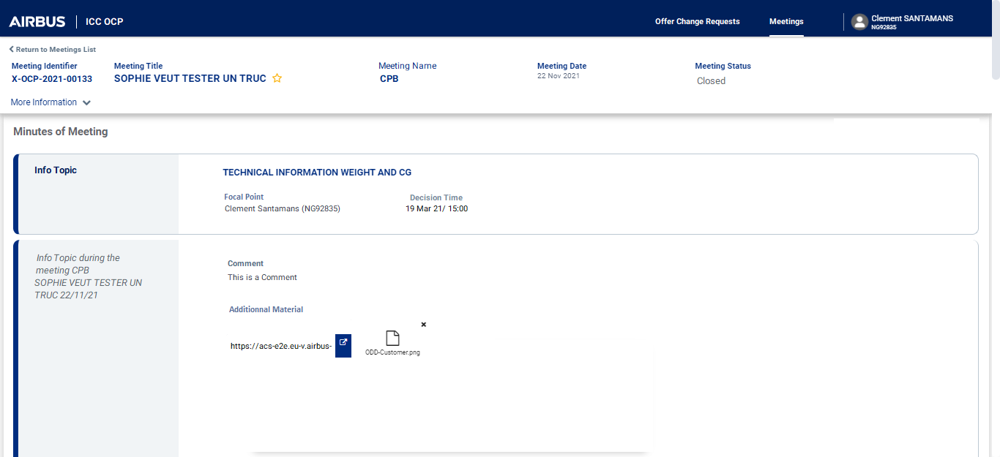 AIRBUS ICC OCP Offer Change Requests Meetings Clement SANTAMANS
NG92835
Return to Meetings List
Meeting Identifier Meeting Title Meeting Name Meeting Date Meeting Status
X-OCP-2021-00133 SOPHIE VEUT TESTER UN TRUC CPB 22 Nov 2021 Closed
More Information
Minutes of Meeting
Info Topic
TECHNICAL INFORMATION WEIGHT AND CG
Focal Point Decision Time
Clement Santamans (NG92835) 19 Mar 21/ 15:00
Info Topic during the
meeting CPB
SOPHIE VEUT TESTER UN
TRUC 22/11/21
Comment
This is a Comment
Additionnal Material
https://acs-e2e.eu-v.airbus-
ODD-Customer.png